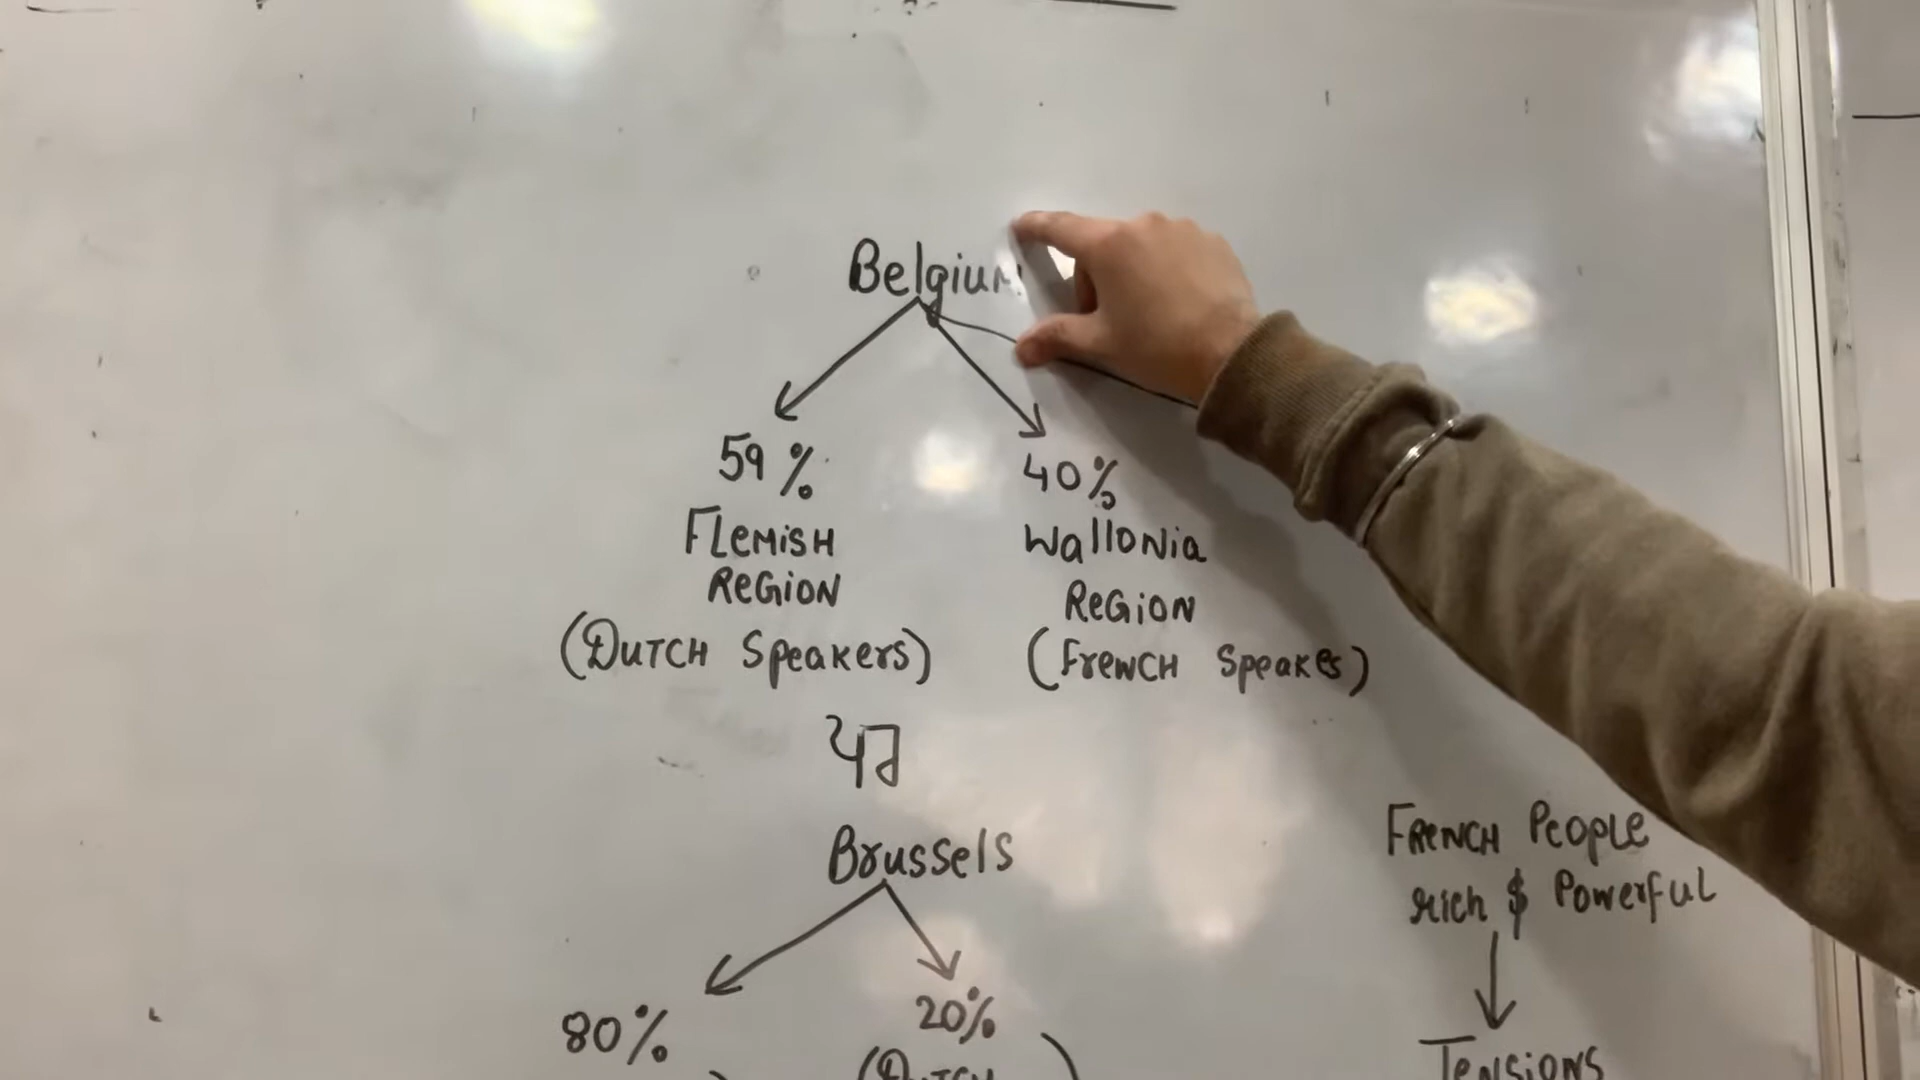 Belgium
59%
40%
Flemish
Wallonia
Region
Region
(Dutch Speakers)
(French Speakes)
Brussels
French People
rich $ Powerful
80%
20%
(Dutch
Tensions